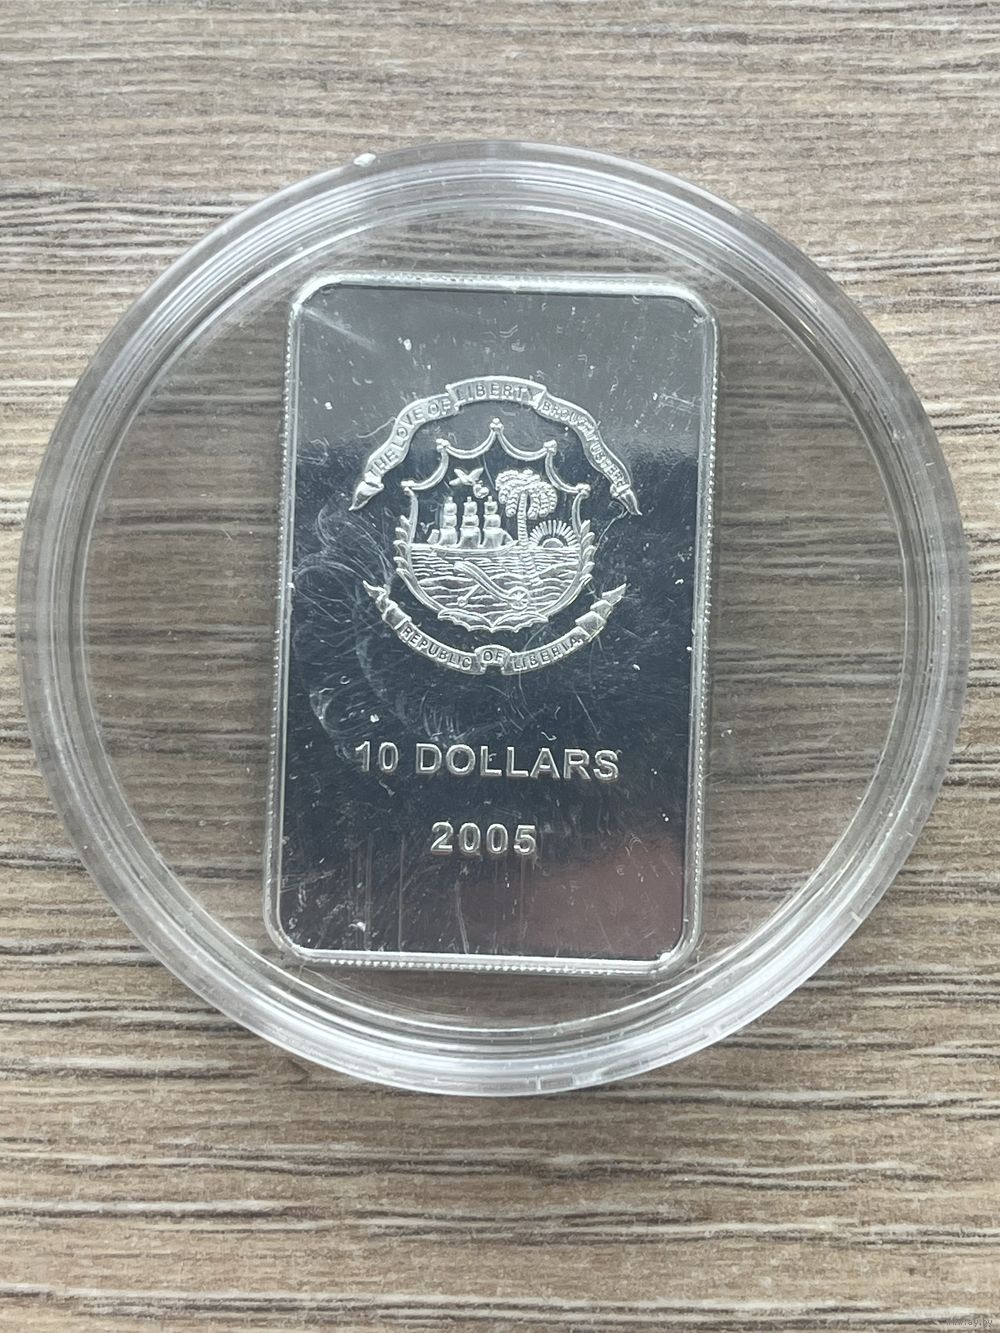 THE LOVE OF LIBERTY BROUGHT US HERE
REPUBLIC OF LIBERIA
10 DOLLARS
2005